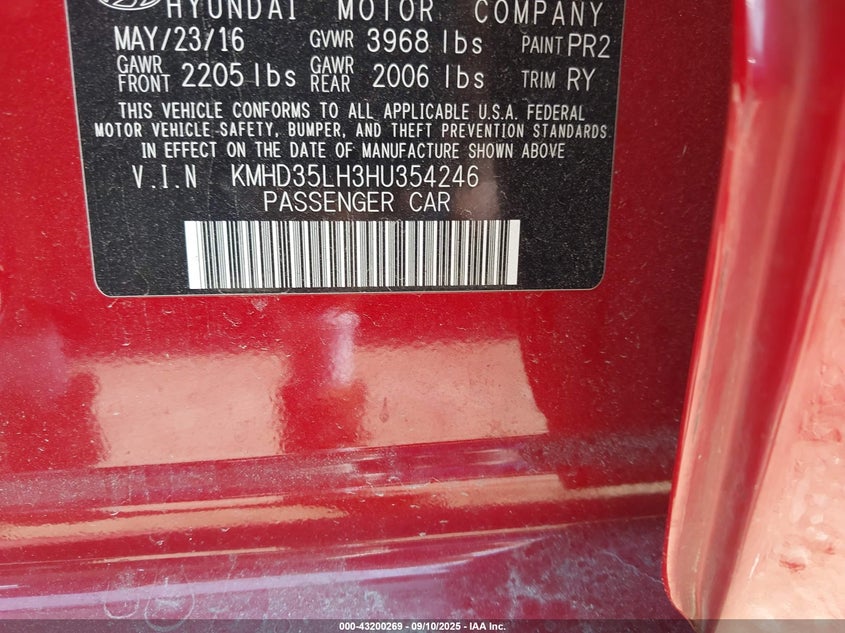 HYUNDAI MOTOR COMPANY
MAY/23/16 GVWR 3968 lbs PAINT PR2
GAWR FRONT 2205 lbs GAWR REAR 2006 lbs TRIM RY
THIS VEHICLE CONFORMS TO ALL APPLICABLE U.S.A. FEDERAL
MOTOR VEHICLE SAFETY, BUMPER, AND THEFT PREVENTION STANDARDS
IN EFFECT ON THE DATE OF MANUFACTURE SHOWN ABOVE
V.I.N KMHD35LH3HU354246
PASSENGER CAR
000-43200269 - 09/10/2025 - IAA Inc.